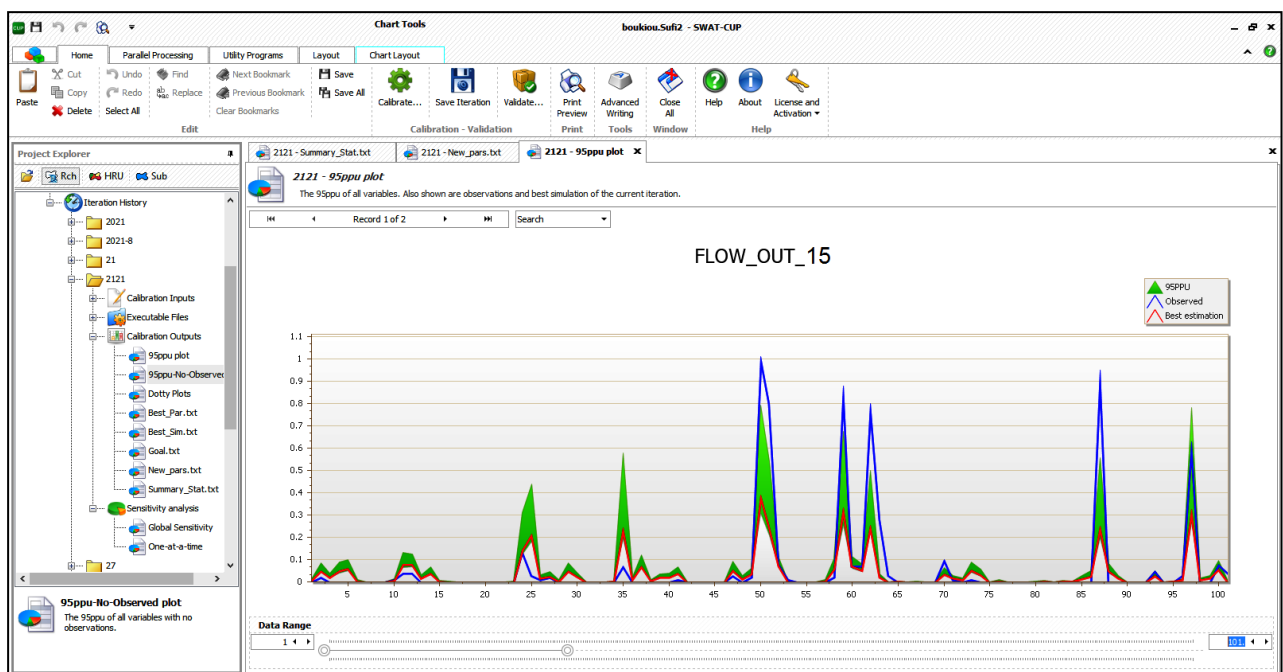 CUP
Chart Tools
boukiou.Sufi2 - SWAT-CUP
Home Parallel Processing Utility Programs Layout Chart Layout
Paste
Cut
Copy
Delete
Undo
Redo
Select All
Find
Replace
Next Bookmark
Previous Bookmark
Clear Bookmarks
Save
Save All
Calibrate...
Save Iteration
Validate...
Print Preview
Advanced Writing
Close All
Help
About
License and Activation
Edit
Calibration - Validation
Print
Tools
Window
Help
Project Explorer
Rch HRU Sub
Iteration History
2021
2021-8
21
2121
Calibration Inputs
Executable Files
Calibration Outputs
95ppu plot
95ppu-No-Observed
Dotty Plots
Best_Par.txt
Best_Sim.txt
Goal.txt
New_pars.txt
Summary_Stat.txt
Sensitivity analysis
Global Sensitivity
One-at-a-time
27
95ppu-No-Observed plot
The 95ppu of all variables with no
observations.
2121 - Summary_Stat.txt 2121 - New_pars.txt 2121 - 95ppu plot
2121 - 95ppu plot
The 95ppu of all variables. Also shown are observations and best simulation of the current iteration.
Record 1 of 2 Search
FLOW_OUT_15
95PPU
Observed
Best estimation
1.1
1
0.9
0.8
0.7
0.6
0.5
0.4
0.3
0.2
0.1
0
5 10 15 20 25 30 35 40 45 50 55 60 65 70 75 80 85 90 95 100
Data Range
1 101